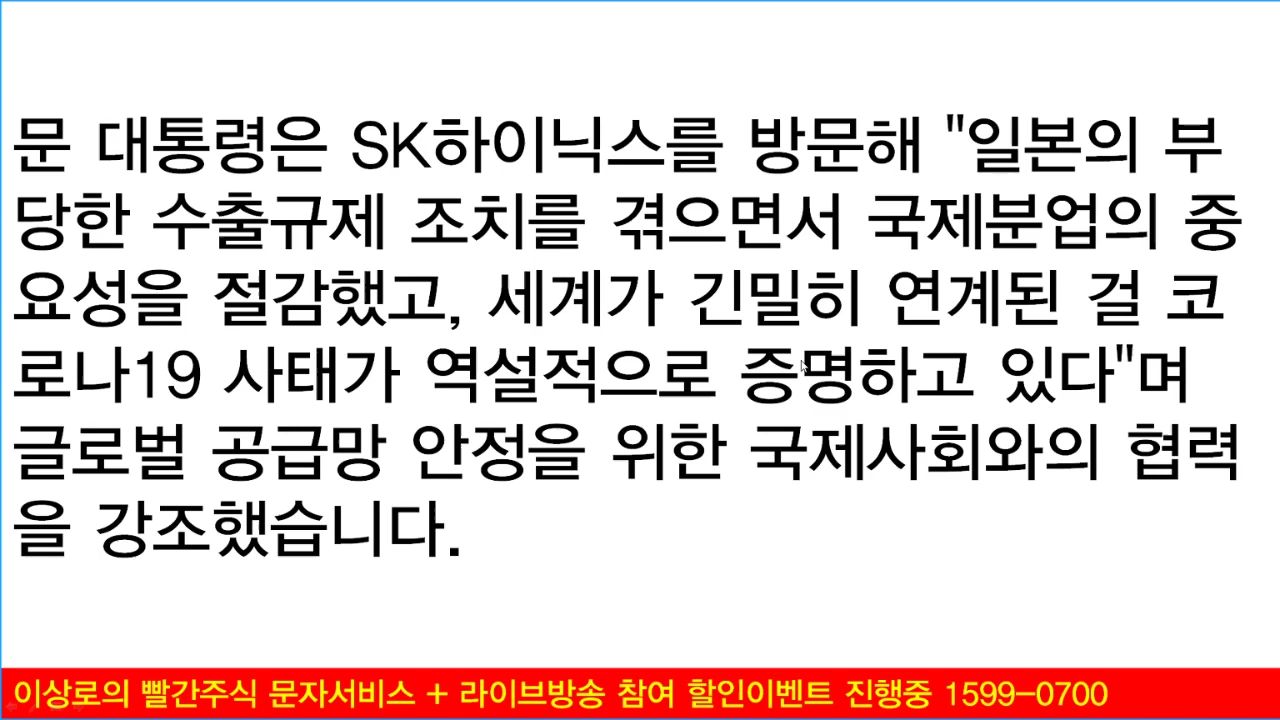 문 대통령은 SK하이닉스를 방문해 "일본의 부
당한 수출규제 조치를 겪으면서 국제분업의 중
요성을 절감했고, 세계가 긴밀히 연계된 걸 코
로나19 사태가 역설적으로 증명하고 있다"며
글로벌 공급망 안정을 위한 국제사회와의 협력
을 강조했습니다.
이상로의 빨간주식 문자서비스 + 라이브방송 참여 할인이벤트 진행중 1599-0700